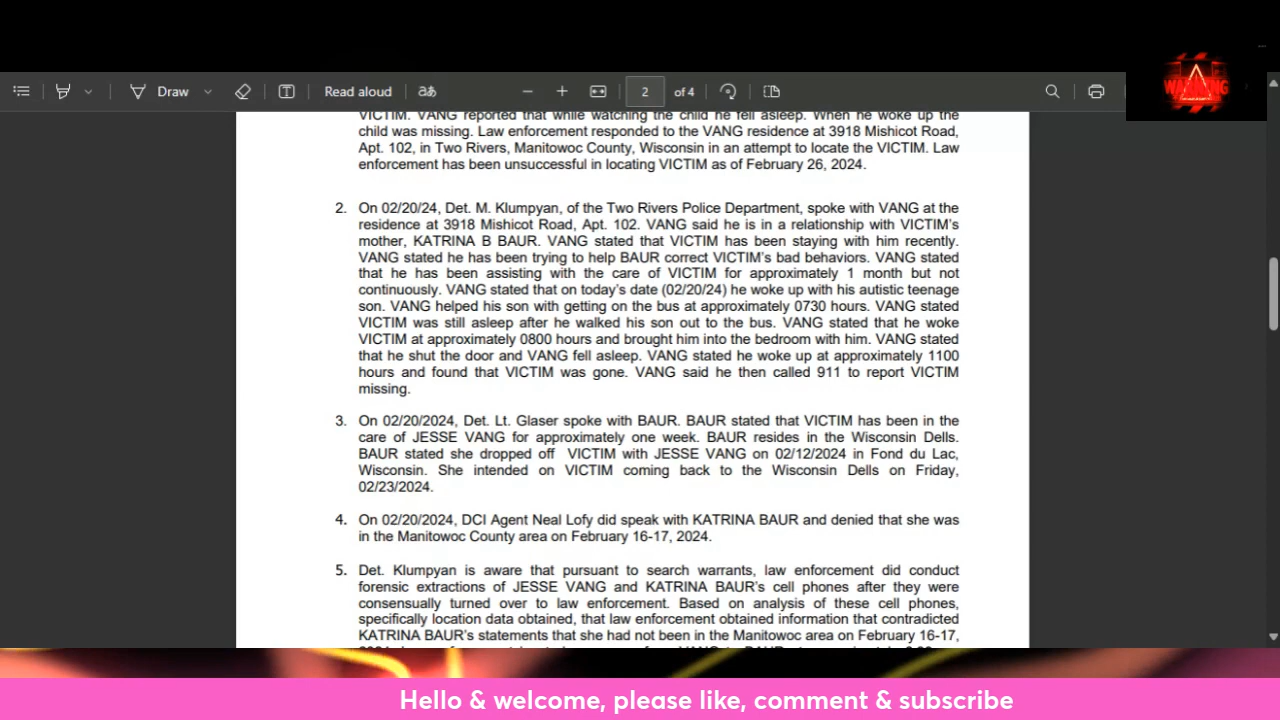 Draw
Read aloud
aあ
2 of 4
WARNING
VICTIM. VANG reported that while watching the child he fell asleep. When he woke up the
child was missing. Law enforcement responded to the VANG residence at 3918 Mishicot Road,
Apt. 102, in Two Rivers, Manitowoc County, Wisconsin in an attempt to locate the VICTIM. Law
enforcement has been unsuccessful in locating VICTIM as of February 26, 2024.
2. On 02/20/24, Det. M. Klumpyan, of the Two Rivers Police Department, spoke with VANG at the
residence at 3918 Mishicot Road, Apt. 102. VANG said he is in a relationship with VICTIM's
mother, KATRINA B BAUR. VANG stated that VICTIM has been staying with him recently.
VANG stated he has been trying to help BAUR correct VICTIM's bad behaviors. VANG stated
that he has been assisting with the care of VICTIM for approximately 1 month but not
continuously. VANG stated that on today's date (02/20/24) he woke up with his autistic teenage
son. VANG helped his son with getting on the bus at approximately 0730 hours. VANG stated
VICTIM was still asleep after he walked his son out to the bus. VANG stated that he woke
VICTIM at approximately 0800 hours and brought him into the bedroom with him. VANG stated
that he shut the door and VANG fell asleep. VANG stated he woke up at approximately 1100
hours and found that VICTIM was gone. VANG said he then called 911 to report VICTIM
missing.
3. On 02/20/2024, Det. Lt. Glaser spoke with BAUR. BAUR stated that VICTIM has been in the
care of JESSE VANG for approximately one week. BAUR resides in the Wisconsin Dells.
BAUR stated she dropped off VICTIM with JESSE VANG on 02/12/2024 in Fond du Lac,
Wisconsin. She intended on VICTIM coming back to the Wisconsin Dells on Friday,
02/23/2024.
4. On 02/20/2024, DCI Agent Neal Lofy did speak with KATRINA BAUR and denied that she was
in the Manitowoc County area on February 16-17, 2024.
5. Det. Klumpyan is aware that pursuant to search warrants, law enforcement did conduct
forensic extractions of JESSE VANG and KATRINA BAUR's cell phones after they were
consensually turned over to law enforcement. Based on analysis of these cell phones,
specifically location data obtained, that law enforcement obtained information that contradicted
KATRINA BAUR's statements that she had not been in the Manitowoc area on February 16-17,
Hello & welcome, please like, comment & subscribe